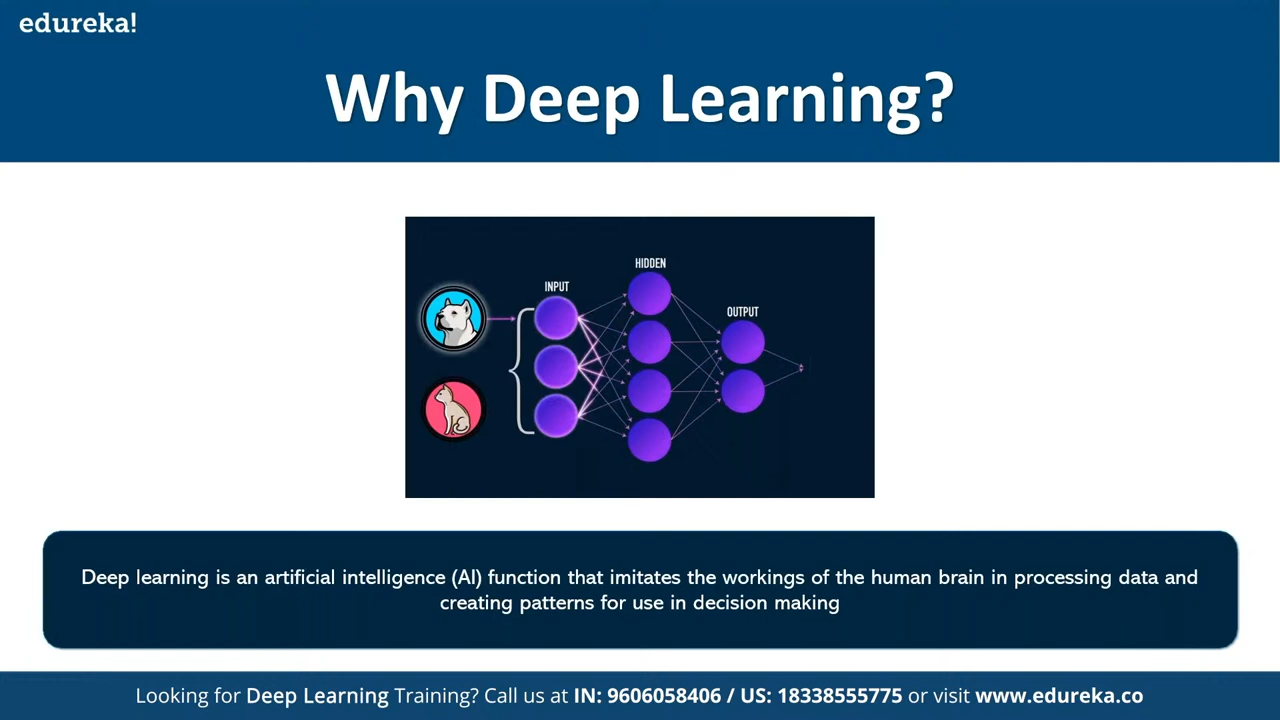 edureka!
Why Deep Learning?
HIDDEN
INPUT
OUTPUT
Deep learning is an artificial intelligence (AI) function that imitates the workings of the human brain in processing data and
creating patterns for use in decision making
Looking for Deep Learning Training? Call us at IN: 9606058406 / US: 18338555775 or visit www.edureka.co